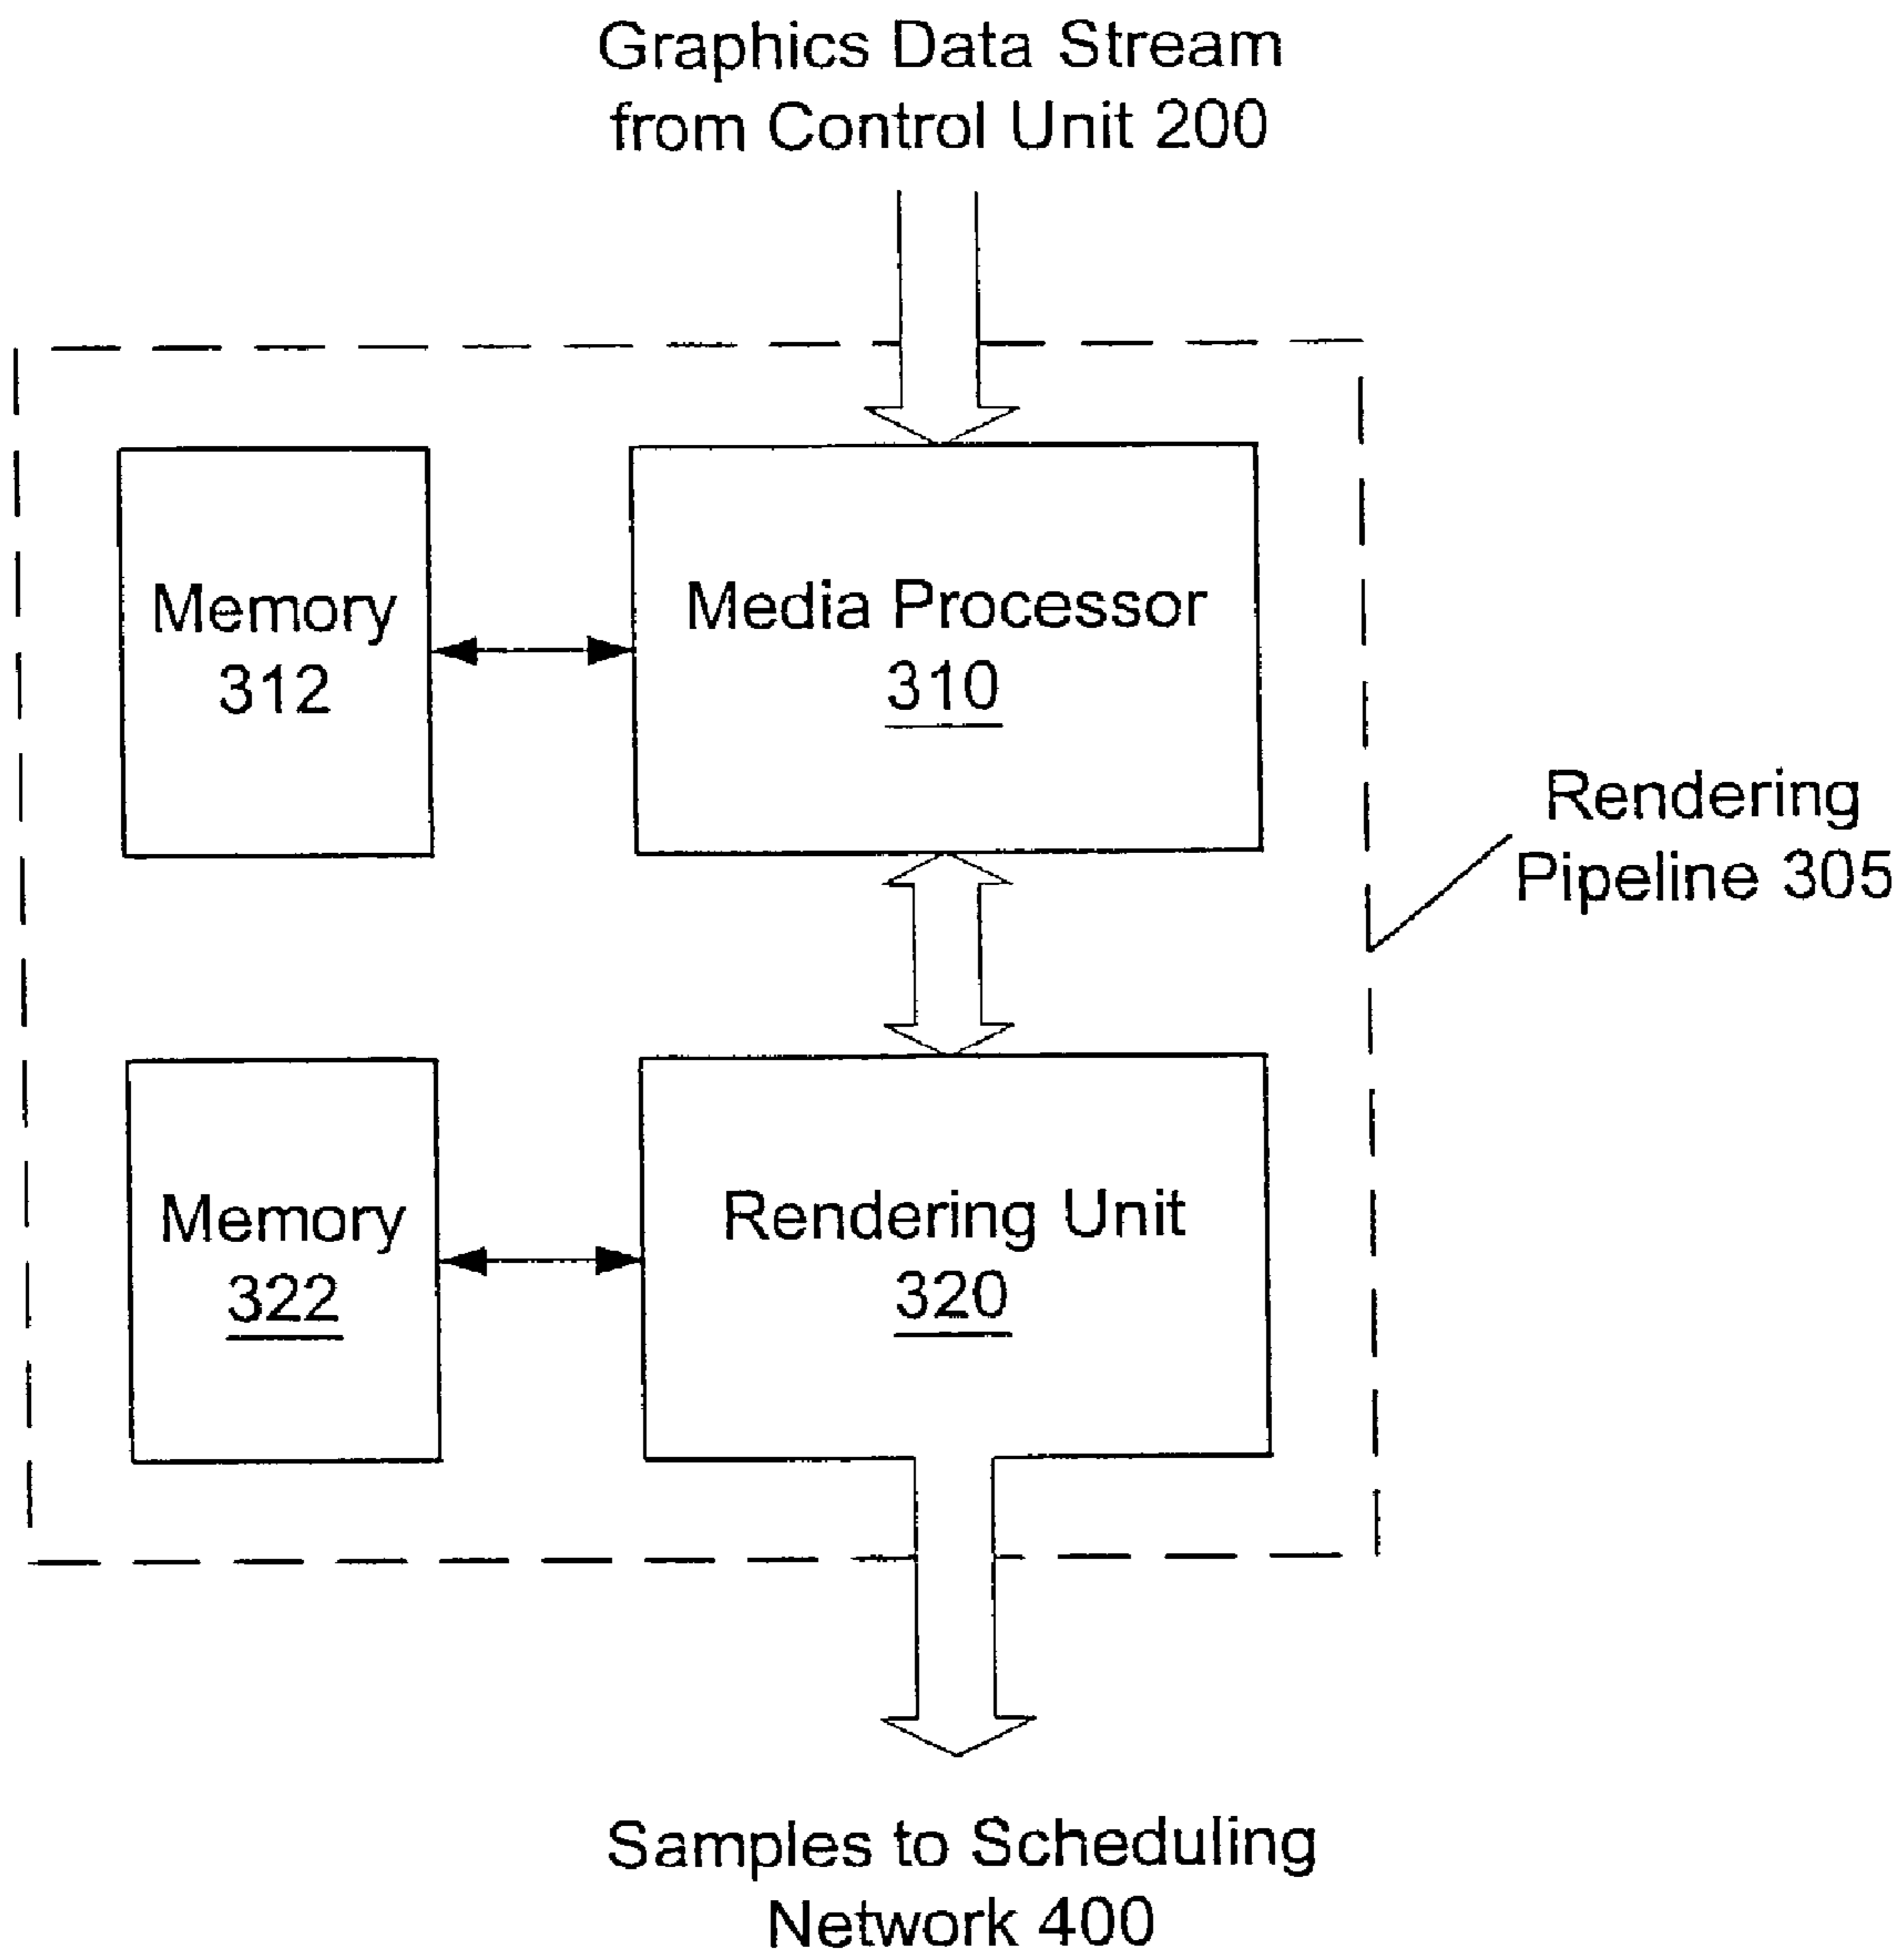 Graphics Data Stream
from Control Unit 200
Memory
312
Media Processor
310
Rendering
Pipeline 305
Memory
322
Rendering Unit
320
Samples to Scheduling
Network 400